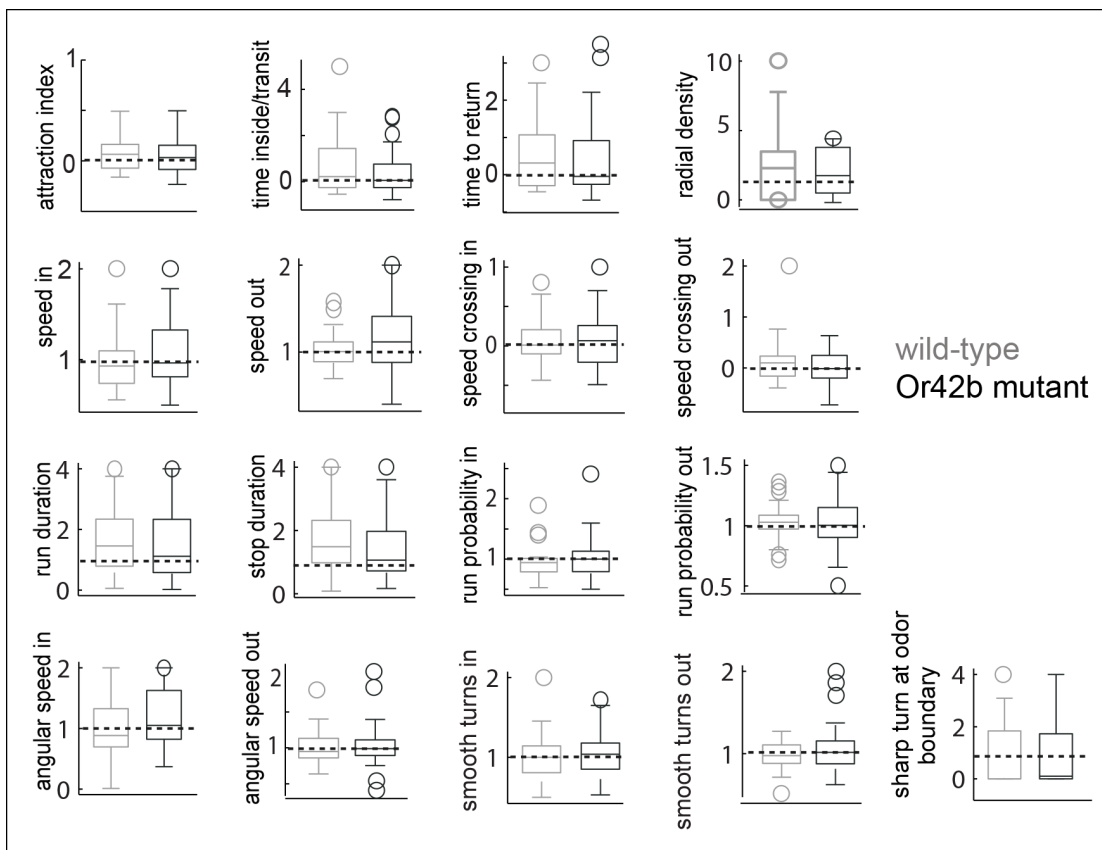 attraction index
1
0
time inside/transit
4
0
time to return
2
0
radial density
10
5
0
speed in
2
1
speed out
2
1
speed crossing in
1
0
speed crossing out
2
0
wild-type
Or42b mutant
run duration
4
2
0
stop duration
4
2
0
run probability in
2
1
run probability out
1.5
1
0.5
angular speed in
2
1
0
angular speed out
2
1
smooth turns in
2
1
smooth turns out
2
1
sharp turn at odor
boundary
4
2
0